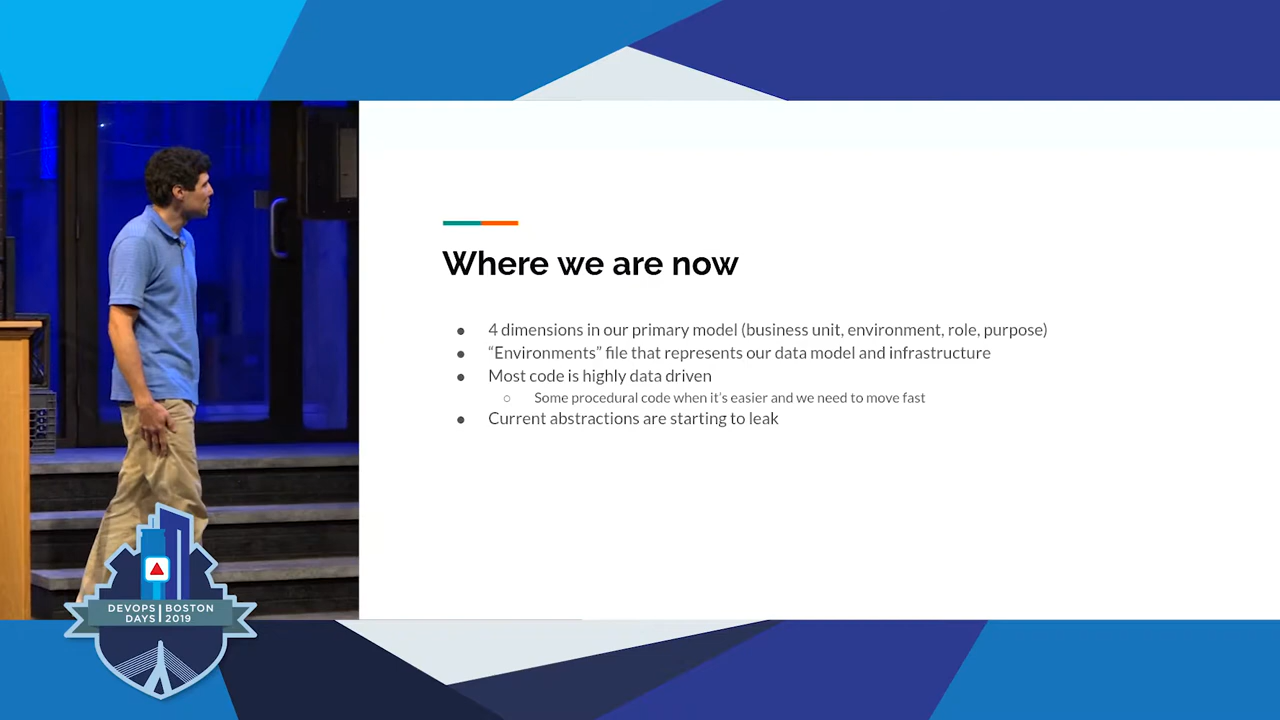 Where we are now
● 4 dimensions in our primary model (business unit, environment, role, purpose)
● “Environments” file that represents our data model and infrastructure
● Most code is highly data driven
○ Some procedural code when it’s easier and we need to move fast
● Current abstractions are starting to leak
DEVOPS BOSTON
DAYS 2019